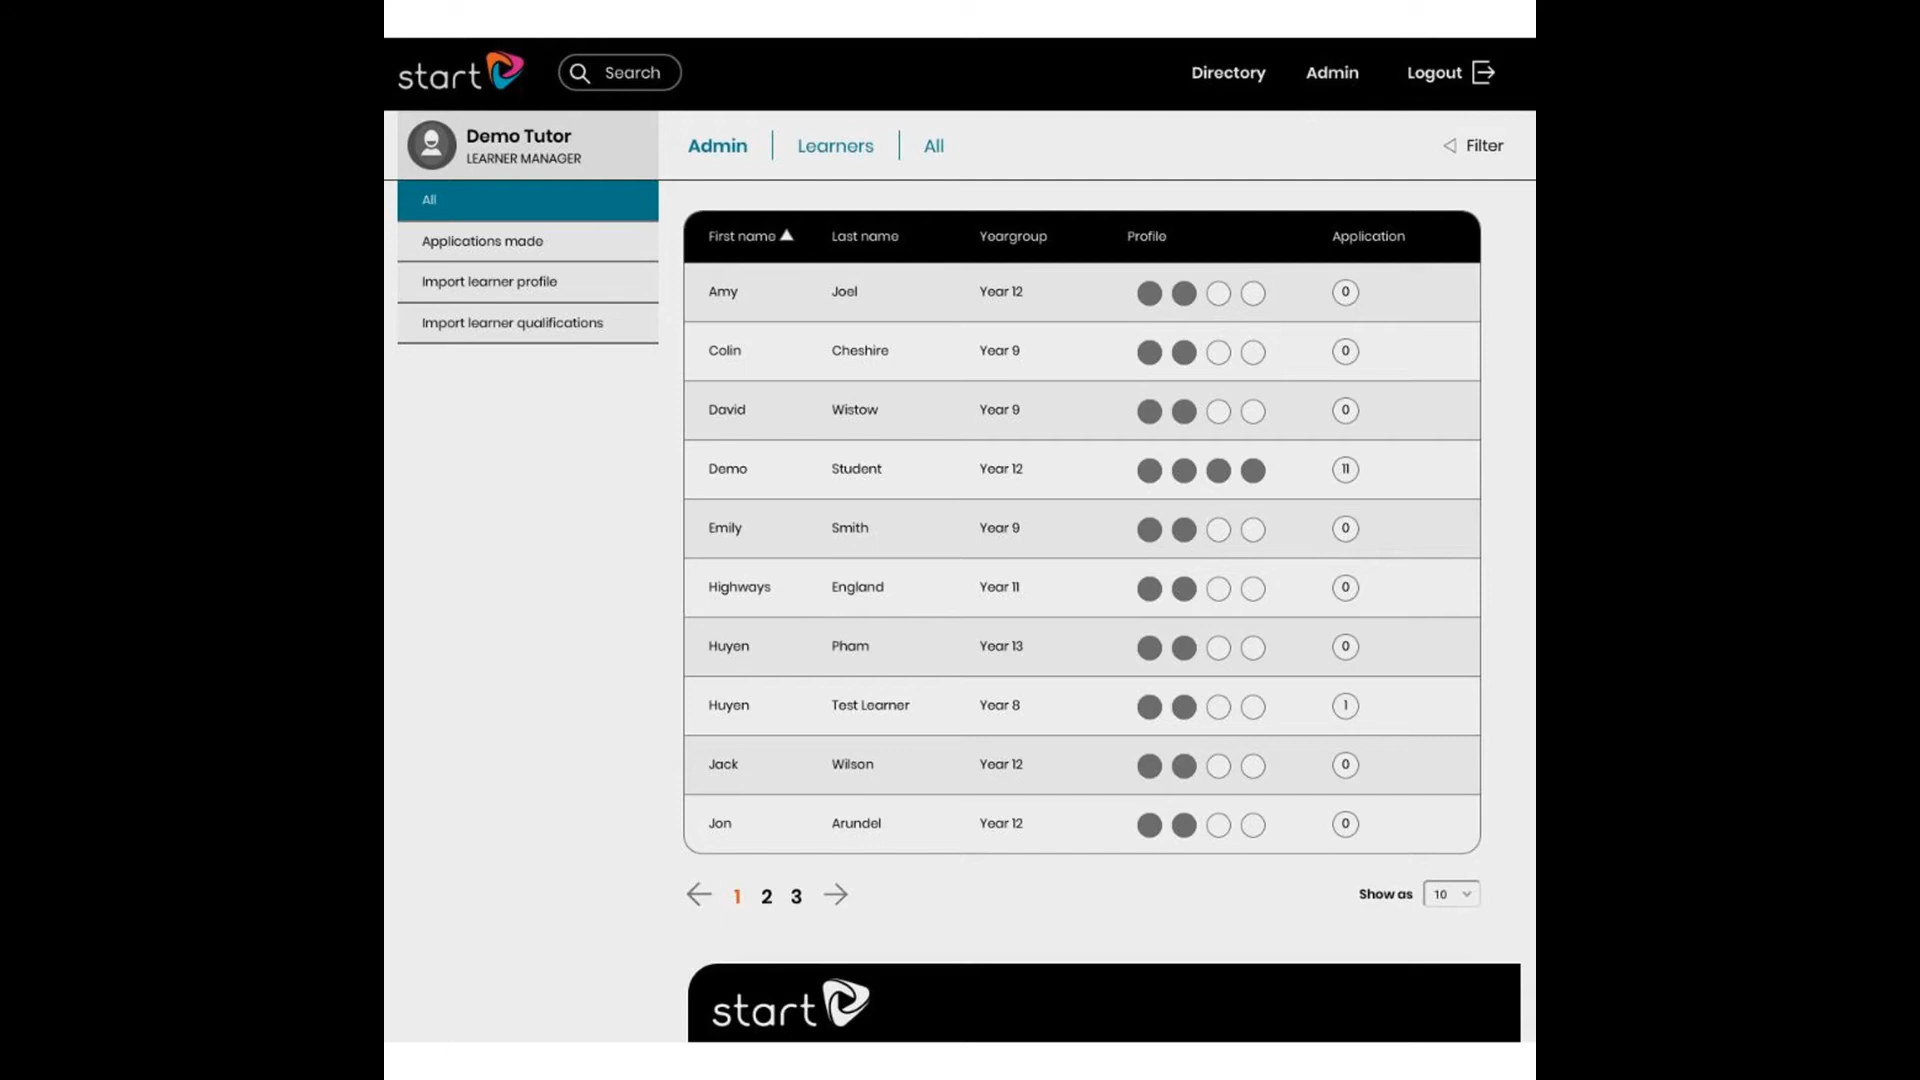 start Search Directory Admin Logout
Demo Tutor
LEARNER MANAGER
Admin Learners All Filter
All
Applications made
Import learner profile
Import learner qualifications
First name Last name Yeargroup Profile Application
Amy Joel Year 12 0
Colin Cheshire Year 9 0
David Wistow Year 9 0
Demo Student Year 12 11
Emily Smith Year 9 0
Highways England Year 11 0
Huyen Pham Year 13 0
Huyen Test Learner Year 8 1
Jack Wilson Year 12 0
Jon Arundel Year 12 0
1 2 3 Show as 10
start